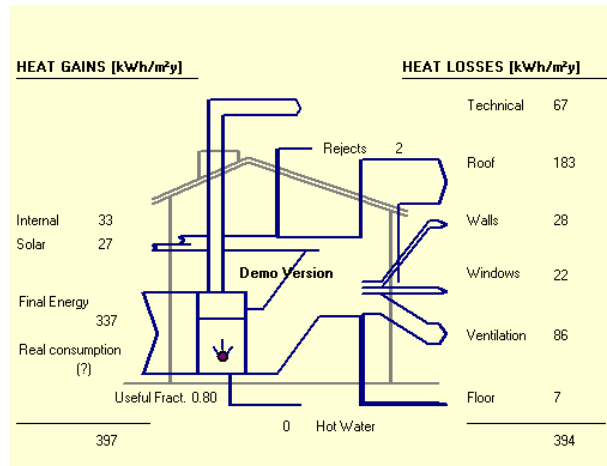 HEAT GAINS [kWh/m²y]
HEAT LOSSES [kWh/m²y]
Technical 67
Rejects 2
Roof 183
Internal 33
Walls 28
Solar 27
Demo Version
Windows 22
Final Energy
337
Ventilation 86
Real consumption
(?)
Useful Fract. 0.80
Floor 7
0 Hot Water
397
394